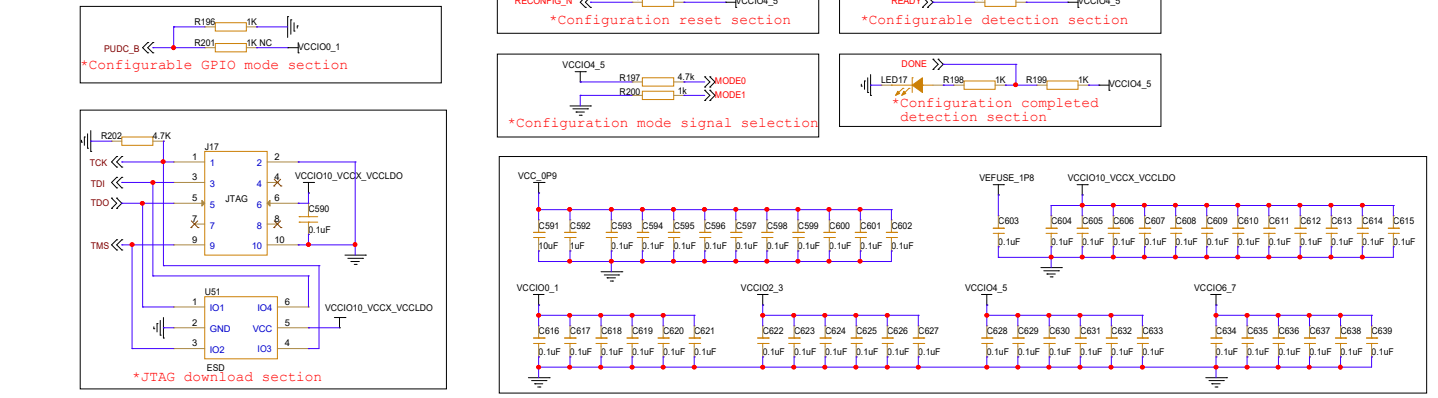 RECONFIG_N
VCCIO4_5
*Configuration reset section
READY
VCCIO4_5
*Configurable detection section
R196 1K
PUDC_B R201 1K NC VCCIO0_1
*Configurable GPIO mode section
VCCIO4_5
R197 4.7k MODE0
R200 1k MODE1
*Configuration mode signal selection
DONE
LED17 R198 1K R199 1K VCCIO4_5
*Configuration completed
detection section
R202 4.7K
J17
TCK 1 1 2 2
TDI 3 3 4 4
VCCIO10_VCCX_VCCLDO
TDO 5 5 JTAG 6 6
C590
0.1uF
7 7 8 8
TMS 9 9 10 10
U51
1 IO1 IO4 6
VCCIO10_VCCX_VCCLDO
2 GND VCC 5
3 IO2 IO3 4
ESD
*JTAG download section
VCC_0P9
C591 C592 C593 C594 C595 C596 C597 C598 C599 C600 C601 C602
10uF 1uF 0.1uF 0.1uF 0.1uF 0.1uF 0.1uF 0.1uF 0.1uF 0.1uF 0.1uF 0.1uF
VEFUSE_1P8
C603
0.1uF
VCCIO10_VCCX_VCCLDO
C604 C605 C606 C607 C608 C609 C610 C611 C612 C613 C614 C615
0.1uF 0.1uF 0.1uF 0.1uF 0.1uF 0.1uF 0.1uF 0.1uF 0.1uF 0.1uF 0.1uF 0.1uF
VCCIO0_1
C616 C617 C618 C619 C620 C621
0.1uF 0.1uF 0.1uF 0.1uF 0.1uF 0.1uF
VCCIO2_3
C622 C623 C624 C625 C626 C627
0.1uF 0.1uF 0.1uF 0.1uF 0.1uF 0.1uF
VCCIO4_5
C628 C629 C630 C631 C632 C633
0.1uF 0.1uF 0.1uF 0.1uF 0.1uF 0.1uF
VCCIO6_7
C634 C635 C636 C637 C638 C639
0.1uF 0.1uF 0.1uF 0.1uF 0.1uF 0.1uF